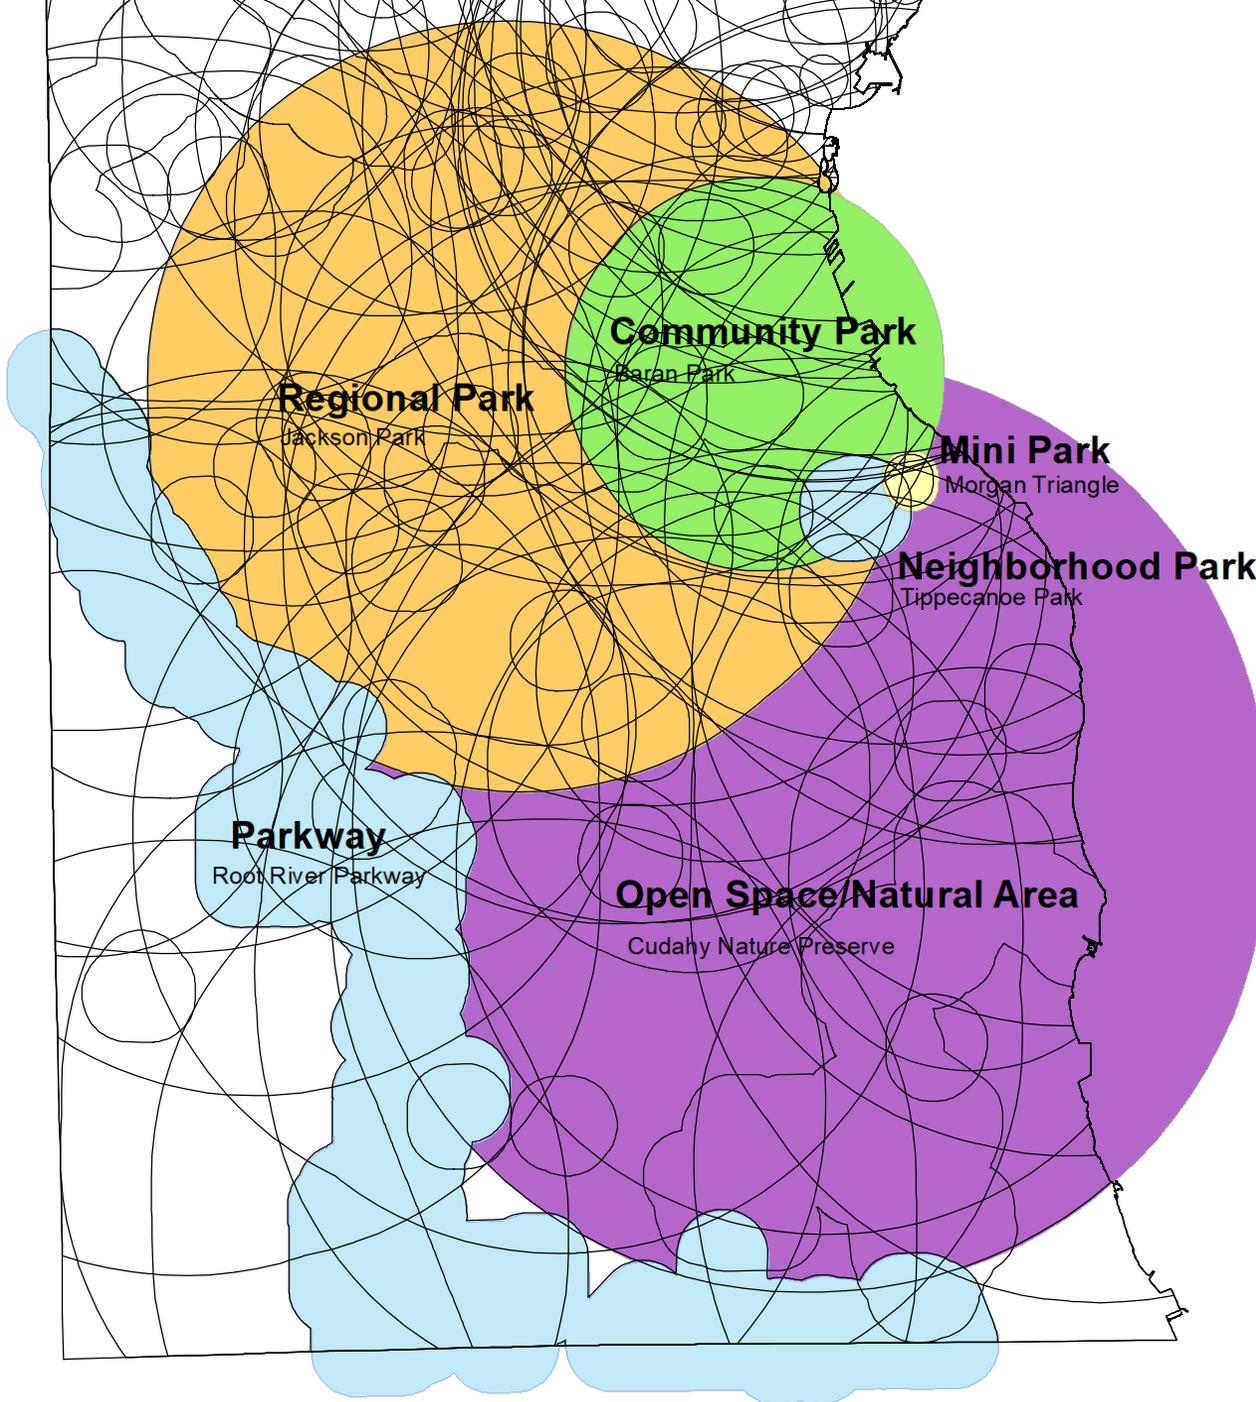 Community Park
Baran Park
Regional Park
Jackson Park
Mini Park
Morgan Triangle
Neighborhood Park
Tippecanoe Park
Parkway
Root River Parkway
Open Space/Natural Area
Cudahy Nature Preserve